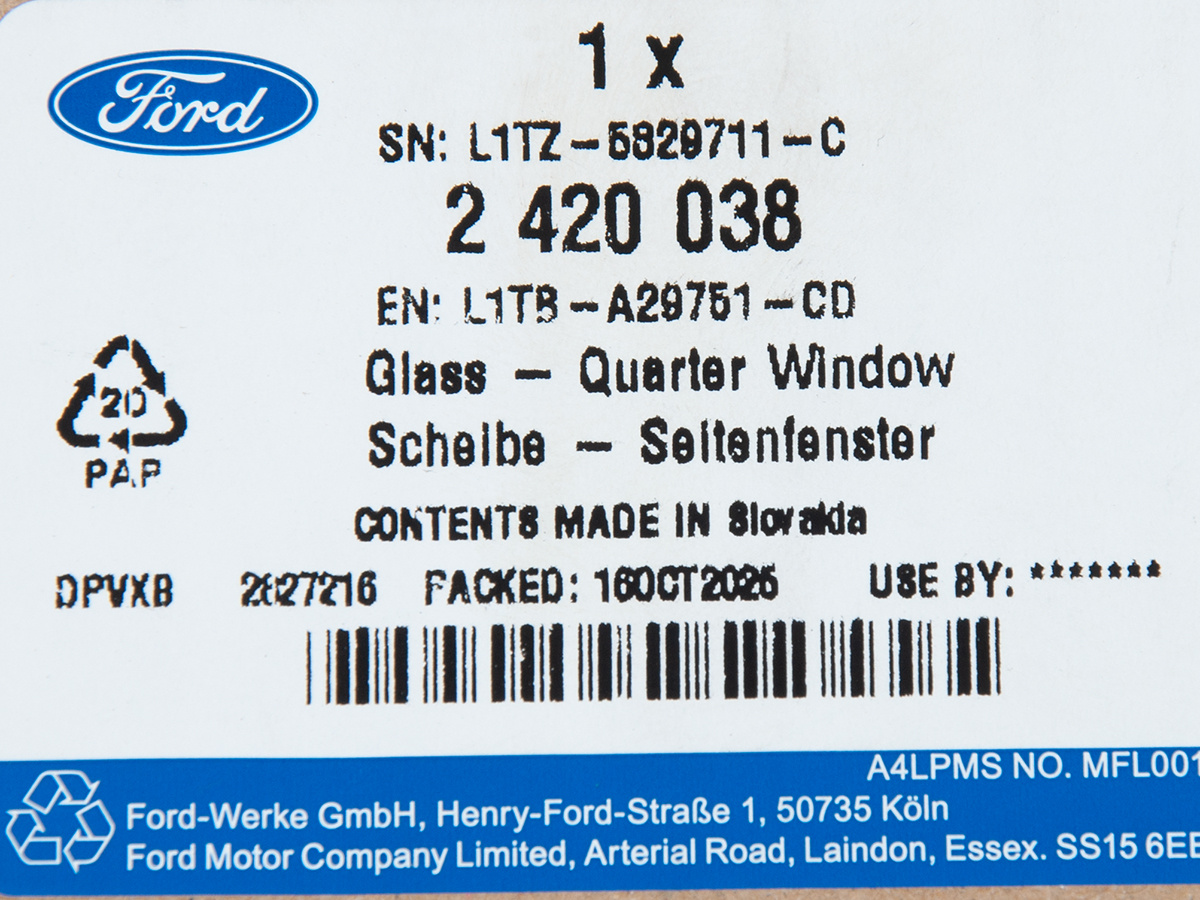 Ford
1 x
SN: L1TZ-5829711-C
2 420 038
EN: L1TB-A29751-CD
Glass - Quarter Window
Scheibe - Seitenfenster
20
PAP
CONTENTS MADE IN Slovakia
DPVXB PACKED: 16OCT2025 USE BY: *******
A4LPMS NO. MFL001
Ford-Werke GmbH, Henry-Ford-Straße 1, 50735 Köln
Ford Motor Company Limited, Arterial Road, Laindon, Essex. SS15 6EE